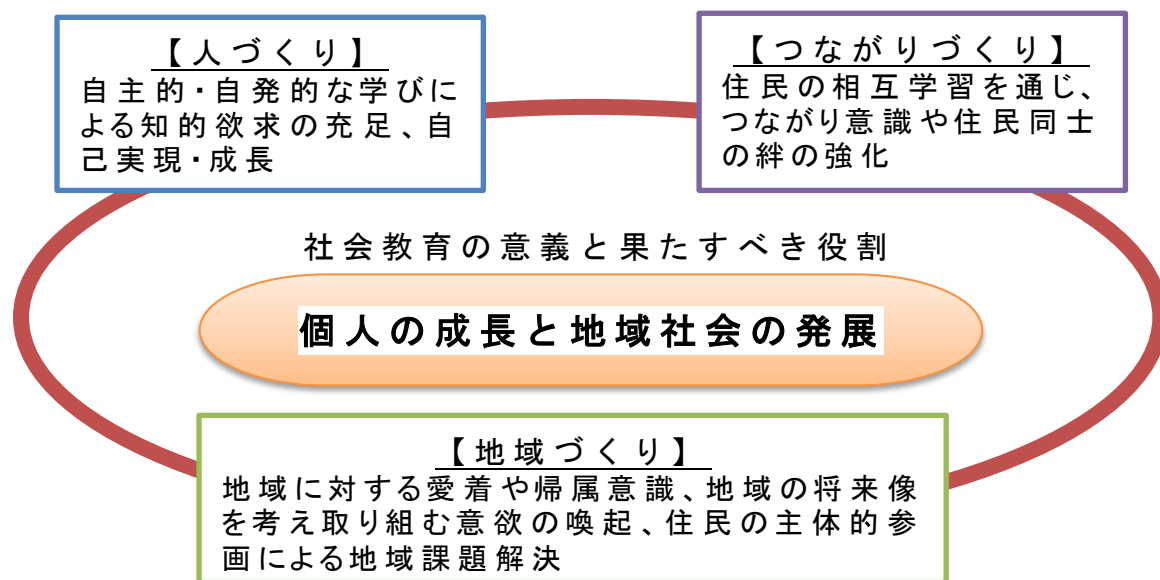 【人づくり】
自主的・自発的な学びに
よる知的欲求の充足、自
己実現・成長
【つながりづくり】
住民の相互学習を通じ、
つながり意識や住民同士
の絆の強化
社会教育の意義と果たすべき役割
個人の成長と地域社会の発展
【地域づくり】
地域に対する愛着や帰属意識、地域の将来像
を考え取り組む意欲の喚起、住民の主体的参
画による地域課題解決